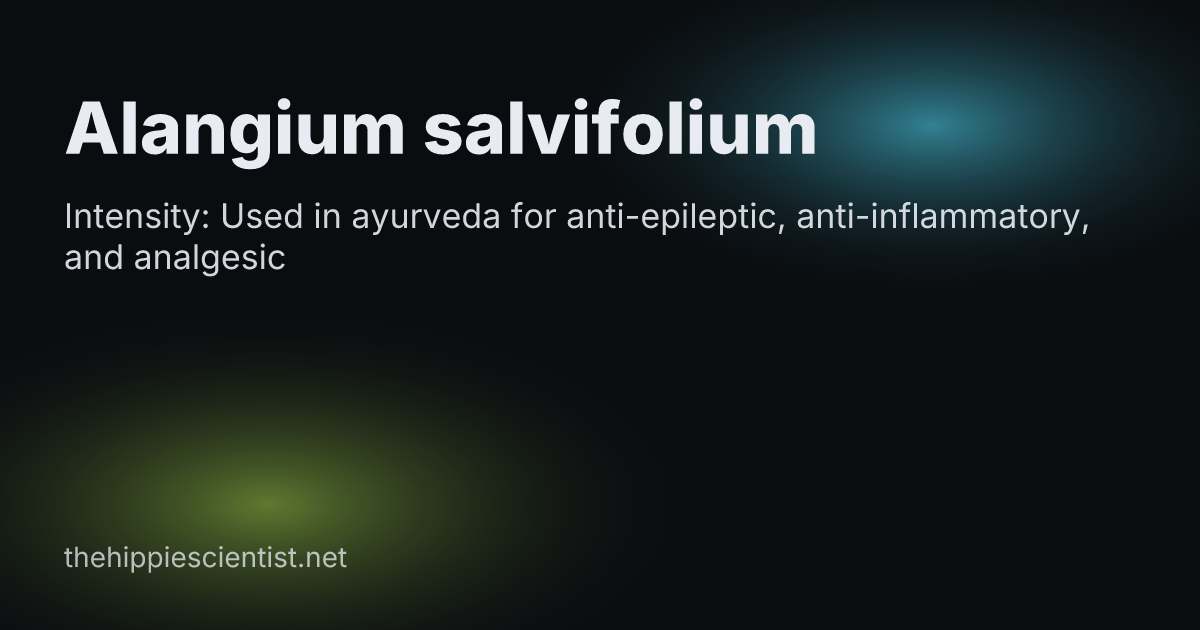 Alangium salvifolium
Intensity: Used in ayurveda for anti-epileptic, anti-inflammatory,
and analgesic
thehippiescientist.net